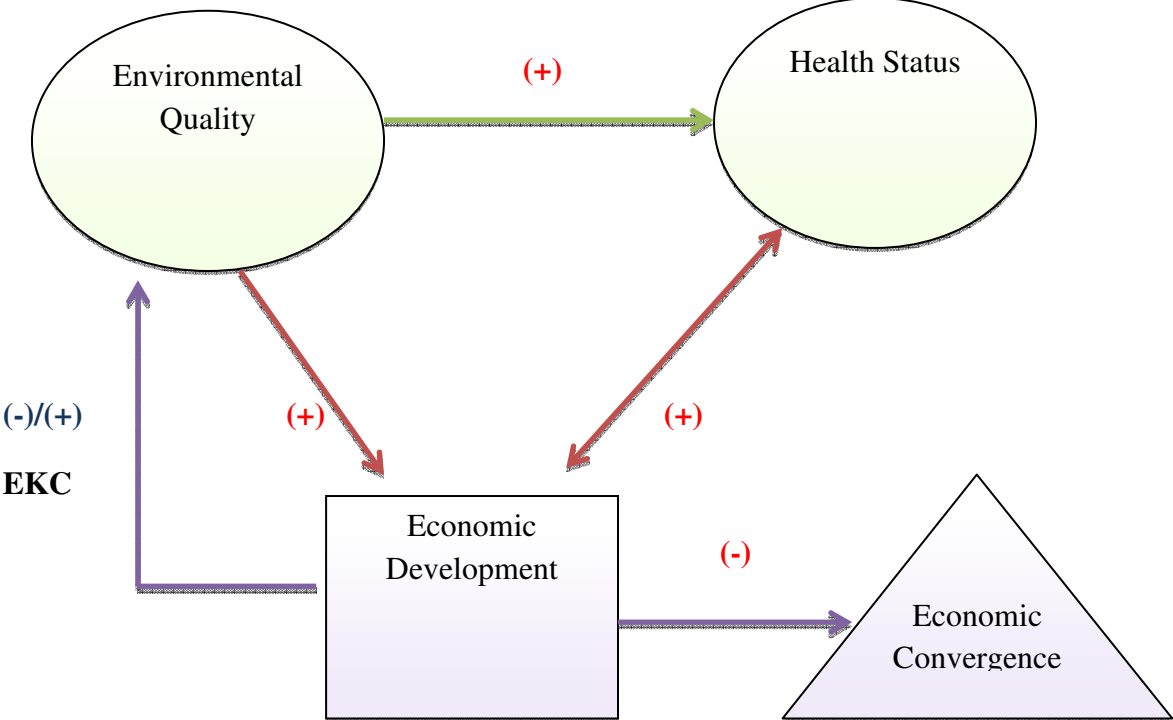 Environmental
Quality
(+)
Health Status
(-)/(+)
EKC
(+)
(+)
Economic
Development
(-)
Economic
Convergence